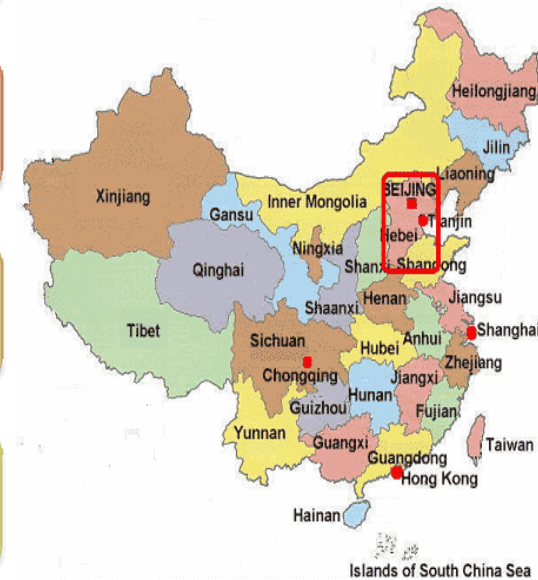 Heilongjiang
Jilin
Liaoning
BEIJING
Xinjiang
Inner Mongolia
Gansu
Tianjin
Hebei
Ningxia
Shanxi
Shandong
Qinghai
Shaanxi
Henan
Jiangsu
Tibet
Shanghai
Sichuan
Anhui
Hubei
Zhejiang
Chongqing
Jiangxi
Hunan
Guizhou
Fujian
Yunnan
Guangxi
Taiwan
Guangdong
Hong Kong
Hainan
Islands of South China Sea